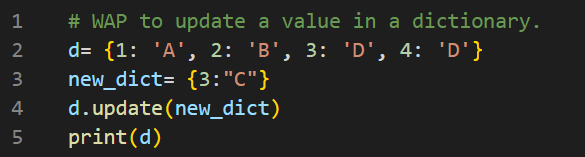 1 # WAP to update a value in a dictionary.
2 d= {1: 'A', 2: 'B', 3: 'D', 4: 'D'}
3 new_dict= {3:"C"}
4 d.update(new_dict)
5 print(d)